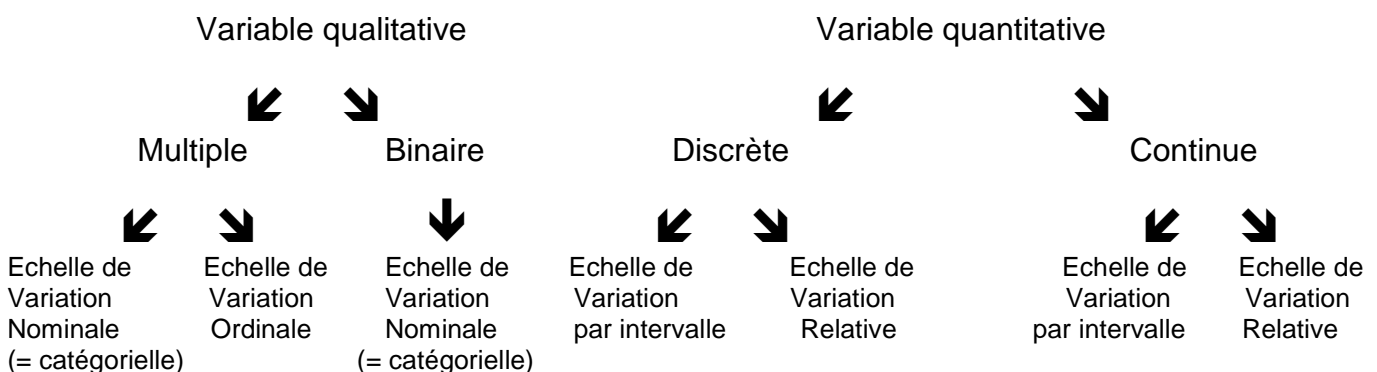 Variable qualitative Variable quantitative
Multiple Binaire Discrète Continue
Echelle de Echelle de Echelle de Echelle de Echelle de Echelle de Echelle de
Variation Variation Variation Variation Variation Variation Variation
Nominale Ordinale Nominale par intervalle Relative par intervalle Relative
(= catégorielle) (= catégorielle)